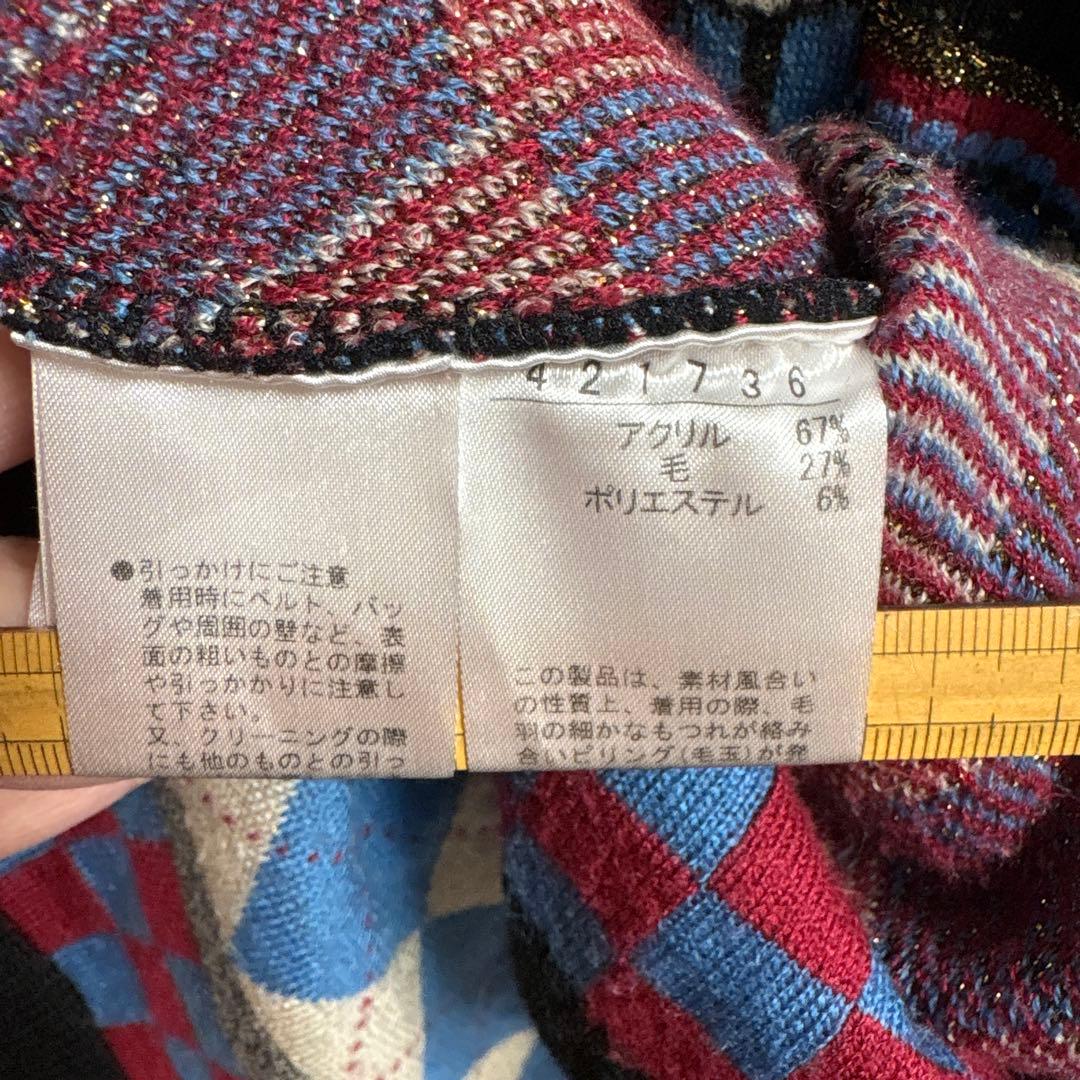 ●引っかけにご注意
着用時にベルト、バッ
グや周囲の壁など、表
面の粗いものとの摩擦
や引っかかりに注意し
て下さい。
又、クリーニングの際
にも他のものとの引っ
421736
アクリル 67%
毛 27%
ポリエステル 6%
この製品は、素材風合い
の性質上、着用の際、毛
羽の細かなもつれが絡み
合いピリング(毛玉)が発